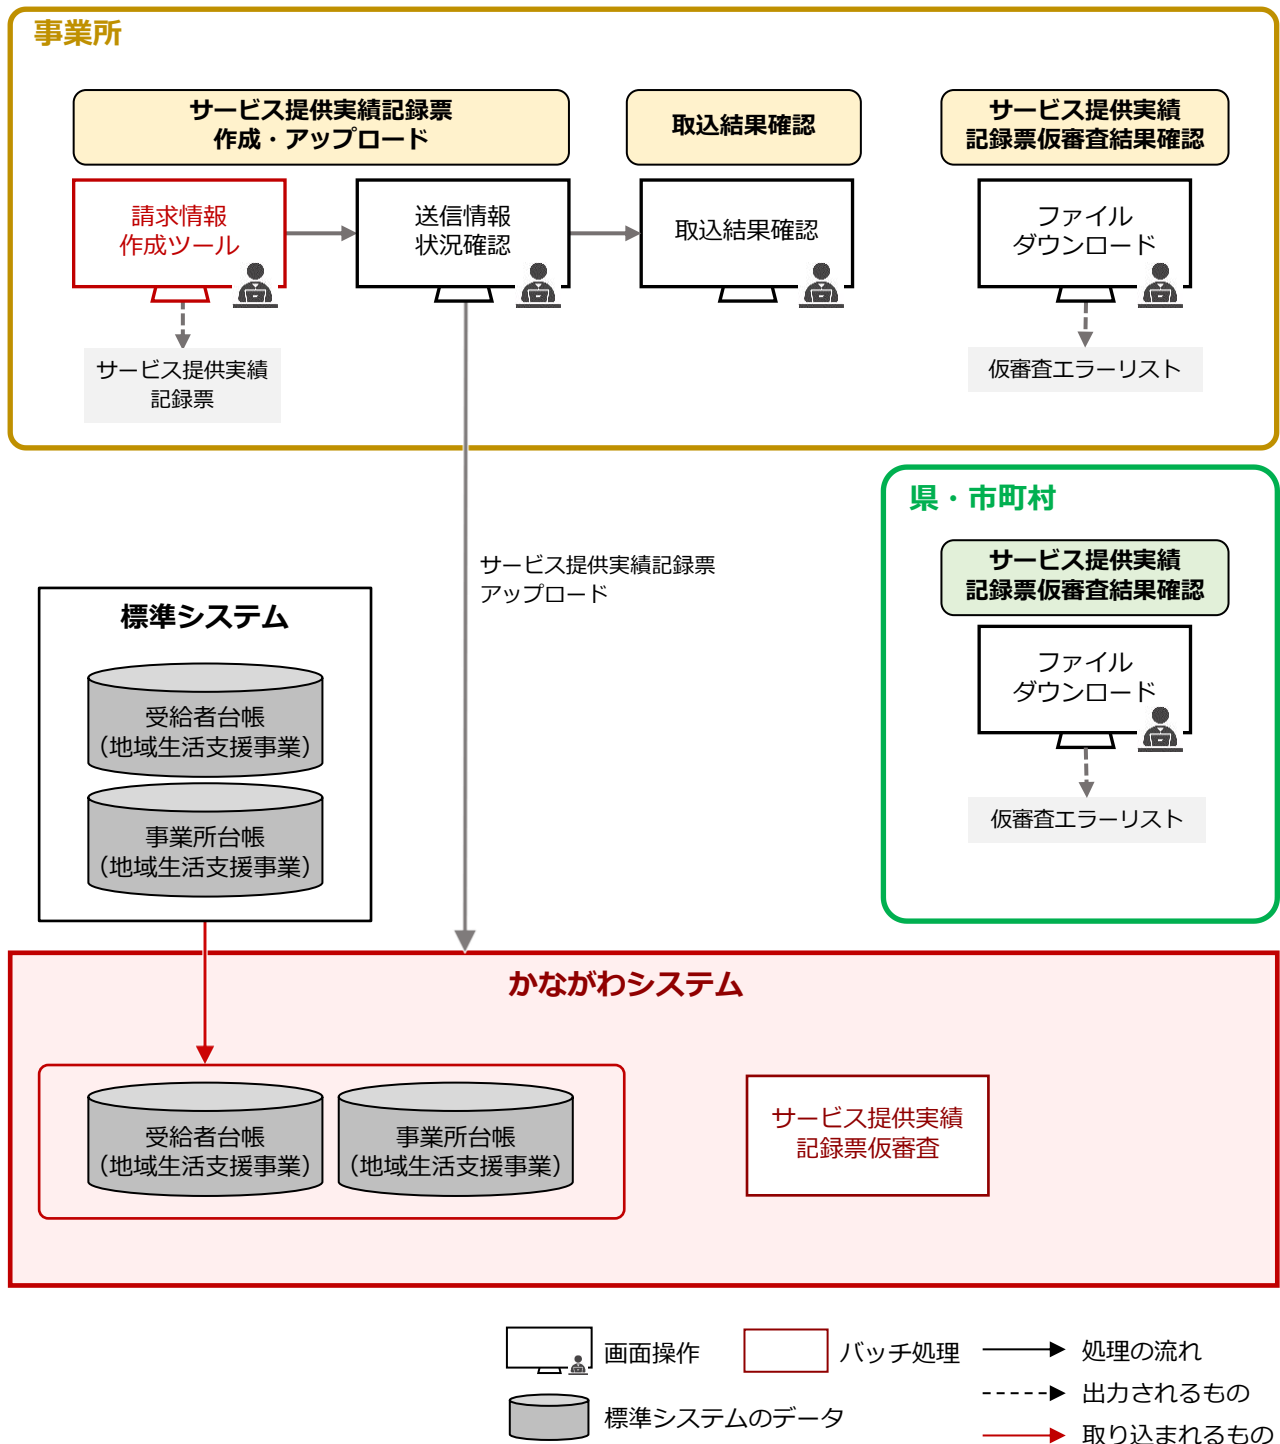 事業所
サービス提供実績記録票
作成・アップロード
取込結果確認
サービス提供実績
記録票仮審査結果確認
請求情報
作成ツール
送信情報
状況確認
取込結果確認
ファイル
ダウンロード
サービス提供実績
記録票
仮審査エラーリスト
県・市町村
サービス提供実績
記録票仮審査結果確認
ファイル
ダウンロード
仮審査エラーリスト
サービス提供実績記録票
アップロード
標準システム
受給者台帳
（地域生活支援事業）
事業所台帳
（地域生活支援事業）
かながわシステム
受給者台帳
（地域生活支援事業）
事業所台帳
（地域生活支援事業）
サービス提供実績
記録票仮審査
画面操作
バッチ処理
処理の流れ
出力されるもの
標準システムのデータ
取り込まれるもの